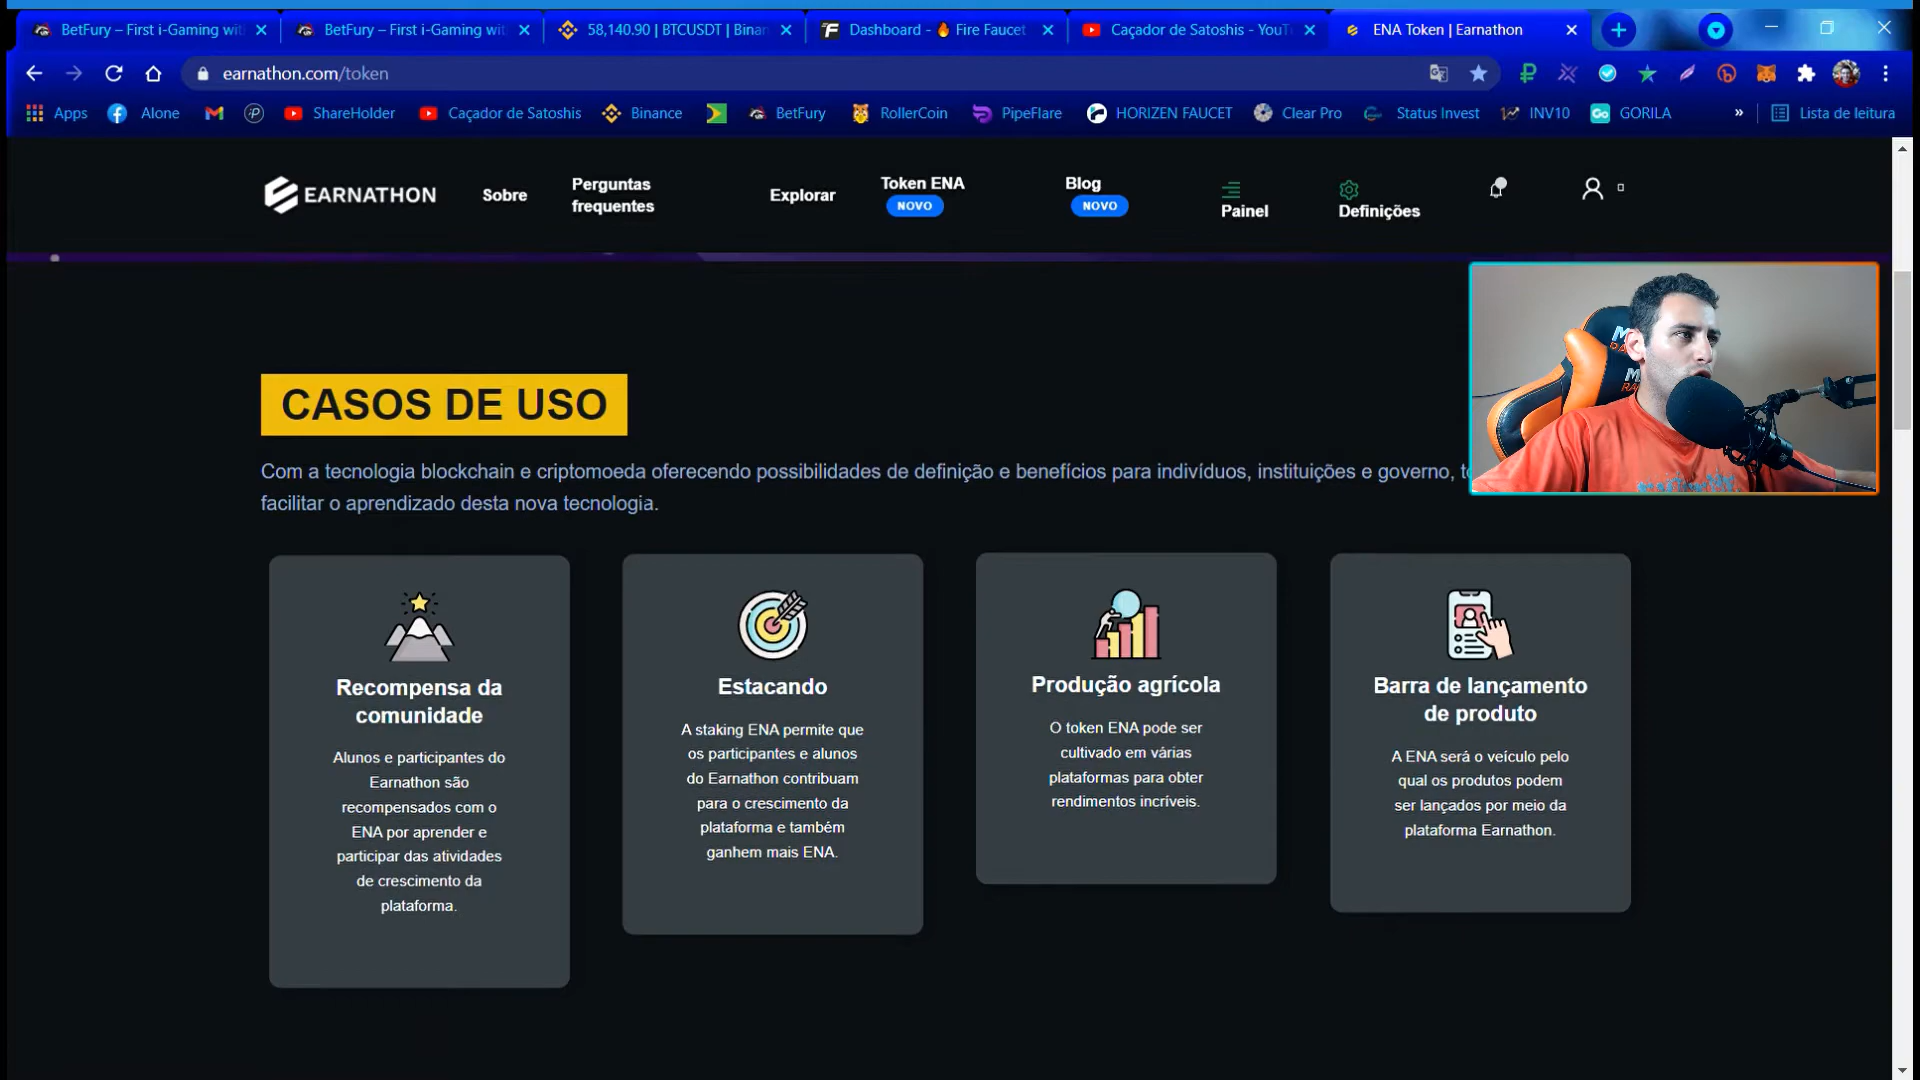 BetFury – First i-Gaming wit
BetFury – First i-Gaming wit
58,140.90 | BTCUSDT | Binan
Dashboard - 🔥 Fire Faucet
Caçador de Satoshis - YouT
ENA Token | Earnathon
earnathon.com/token
Apps
Alone
ShareHolder
Caçador de Satoshis
Binance
BetFury
RollerCoin
PipeFlare
HORIZEN FAUCET
Clear Pro
Status Invest
INV10
Go
GORILA
»
Lista de leitura
EARNATHON
Sobre
Perguntas
frequentes
Explorar
Token ENA
NOVO
Blog
NOVO
Painel
Definições
CASOS DE USO
Com a tecnologia blockchain e criptomoeda oferecendo possibilidades de definição e benefícios para indivíduos, instituições e governo,
facilitar o aprendizado desta nova tecnologia.
Recompensa da
comunidade
Alunos e participantes do
Earnathon são
recompensados com o
ENA por aprender e
participar das atividades
de crescimento da
plataforma.
Estacando
A staking ENA permite que
os participantes e alunos
do Earnathon contribuam
para o crescimento da
plataforma e também
ganhem mais ENA.
Produção agrícola
O token ENA pode ser
cultivado em várias
plataformas para obter
rendimentos incríveis.
Barra de lançamento
de produto
A ENA será o veículo pelo
qual os produtos podem
ser lançados por meio da
plataforma Earnathon.